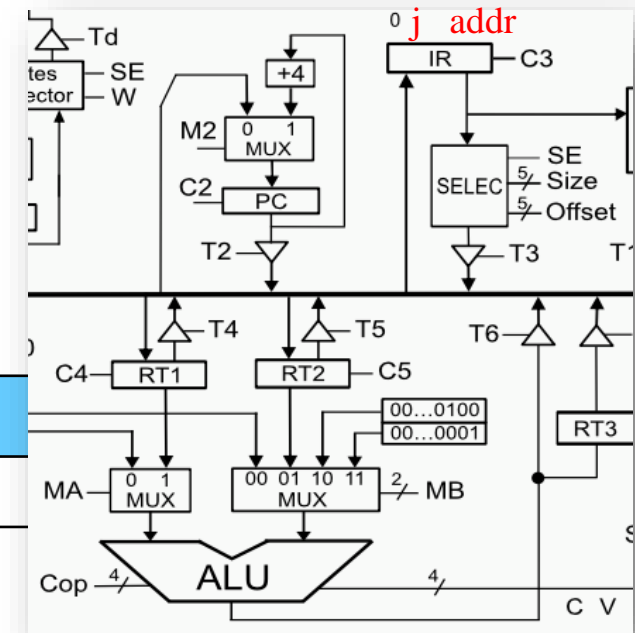 0 j addr
Td
IR
C3
tes
SE
+4
ector
W
M2
0 1
MUX
SE
C2
PC
SELEC
5
Size
5
Offset
T2
T3
T1
T4
T5
T6
C4
RT1
RT2
C5
00...0100
00...0001
RT3
0 1
00 01 10 11
MA
MUX
MUX
2
MB
Cop
4
ALU
4
C V